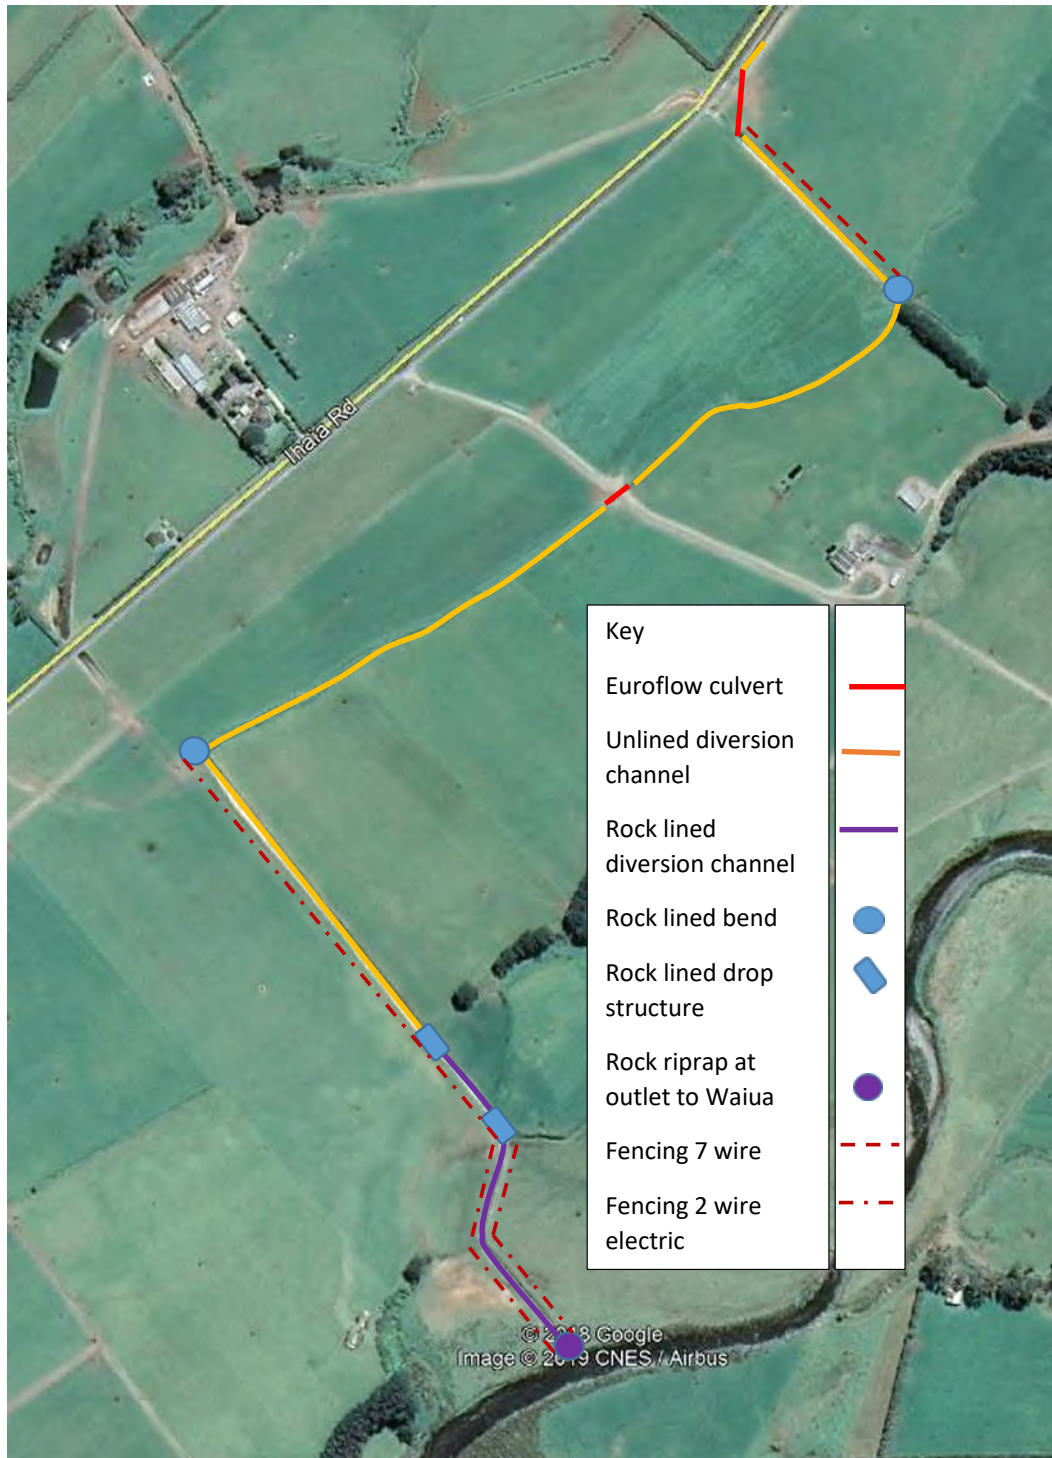 Ihaia Rd
Key
Euroflow culvert
Unlined diversion
channel
Rock lined
diversion channel
Rock lined bend
Rock lined drop
structure
Rock riprap at
outlet to Waiua
Fencing 7 wire
Fencing 2 wire
electric
© 2018 Google
Image © 2019 CNES / Airbus